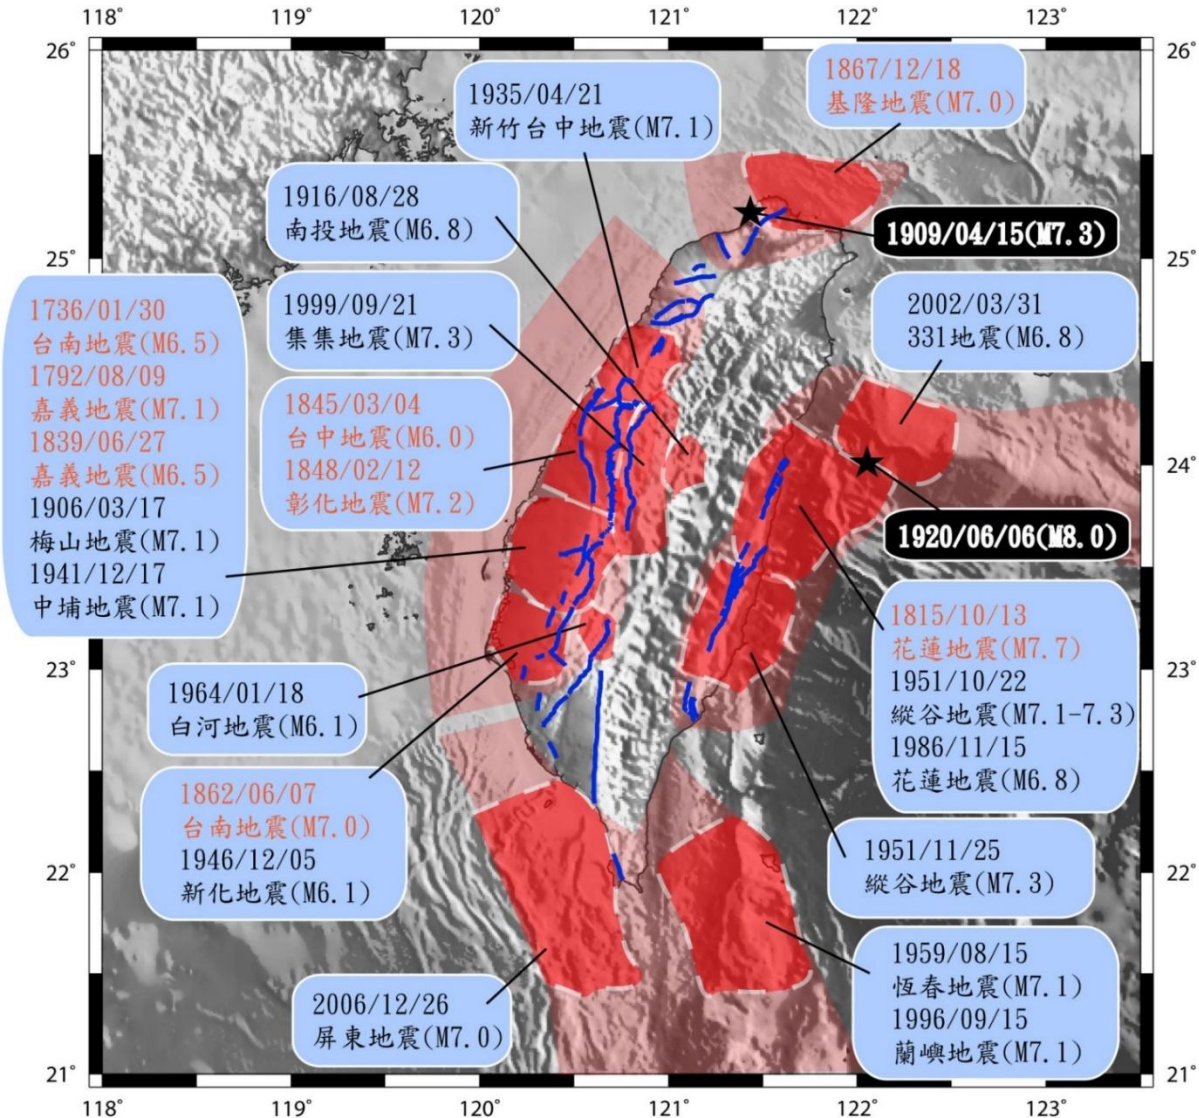 118° 119° 120° 121° 122° 123°
26° 26°
1867/12/18
基隆地震(M7.0)
1935/04/21
新竹台中地震(M7.1)
1916/08/28
南投地震(M6.8)
1909/04/15(M7.3)
25° 25°
1999/09/21
集集地震(M7.3)
2002/03/31
331地震(M6.8)
1736/01/30
台南地震(M6.5)
1792/08/09
嘉義地震(M7.1)
1839/06/27
嘉義地震(M6.5)
1906/03/17
梅山地震(M7.1)
1941/12/17
中埔地震(M7.1)
1845/03/04
台中地震(M6.0)
1848/02/12
彰化地震(M7.2)
24°
1920/06/06(M8.0)
1815/10/13
花蓮地震(M7.7)
1951/10/22
縱谷地震(M7.1-7.3)
1986/11/15
花蓮地震(M6.8)
23° 23°
1964/01/18
白河地震(M6.1)
1862/06/07
台南地震(M7.0)
1946/12/05
新化地震(M6.1)
1951/11/25
縱谷地震(M7.3)
22° 22°
1959/08/15
恆春地震(M7.1)
1996/09/15
蘭嶼地震(M7.1)
2006/12/26
屏東地震(M7.0)
21° 21°
118° 119° 120° 121° 122° 123°